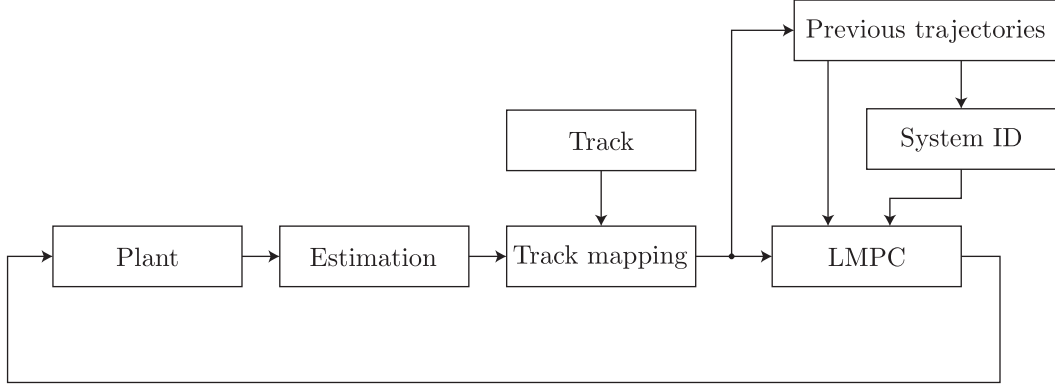 Previous trajectories
System ID
Track
Plant
Estimation
Track mapping
LMPC